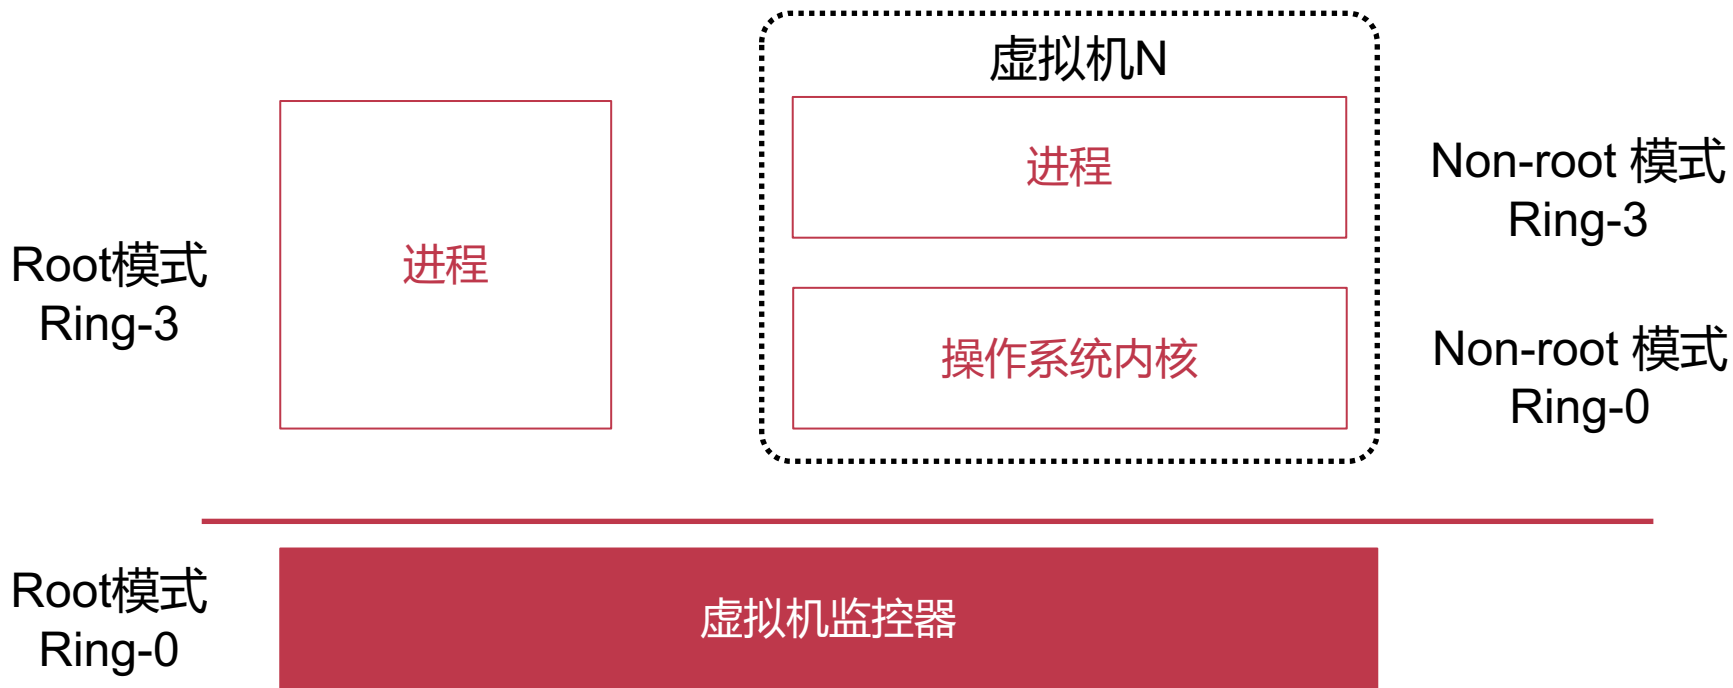 虚拟机N
进程
Non-root 模式
Ring-3
Root模式
Ring-3
进程
操作系统内核
Non-root 模式
Ring-0
Root模式
Ring-0
虚拟机监控器